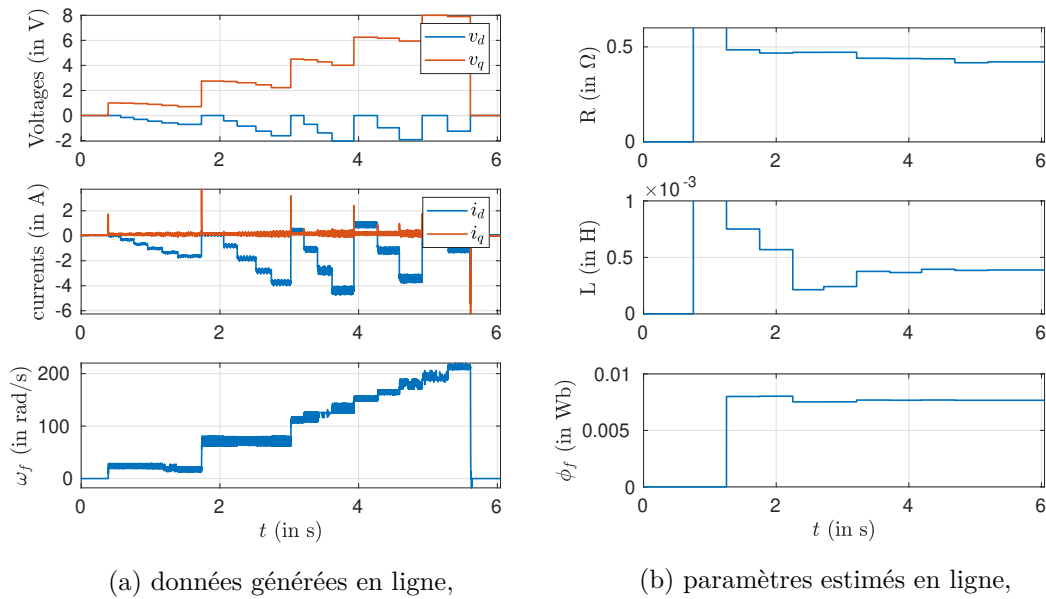 Voltages (in V)
8
6
4
2
0
-2
v_d
v_q
0 2 4 6
currents (in A)
2
0
-2
-4
-6
i_d
i_q
0 2 4 6
ω_f (in rad/s)
200
100
0
0 2 4 6
t (in s)
(a) données générées en ligne,
R (in Ω)
0.5
0
0 2 4 6
×10^-3
L (in H)
1
0.5
0
0 2 4 6
ϕ_f (in Wb)
0.01
0.005
0
0 2 4 6
t (in s)
(b) paramètres estimés en ligne,